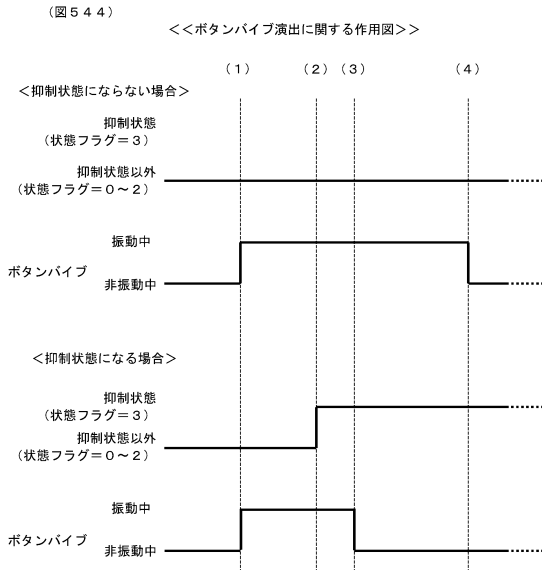 （図５４４）
＜＜ボタンバイブ演出に関する作用図＞＞
（１） （２） （３） （４）
＜抑制状態にならない場合＞
抑制状態
（状態フラグ＝３）
抑制状態以外
（状態フラグ＝０～２）
振動中
ボタンバイブ
非振動中
＜抑制状態になる場合＞
抑制状態
（状態フラグ＝３）
抑制状態以外
（状態フラグ＝０～２）
振動中
ボタンバイブ
非振動中